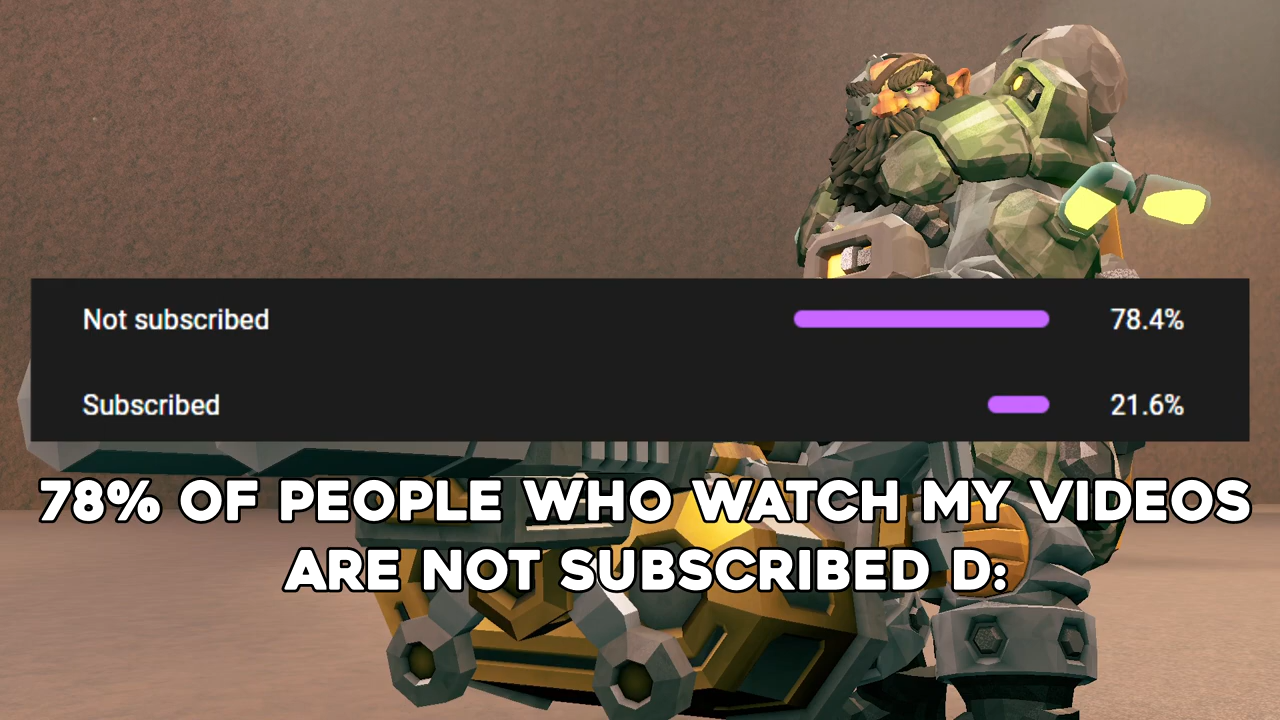 Not subscribed 78.4%
Subscribed 21.6%
78% OF PEOPLE WHO WATCH MY VIDEOS
ARE NOT SUBSCRIBED D: